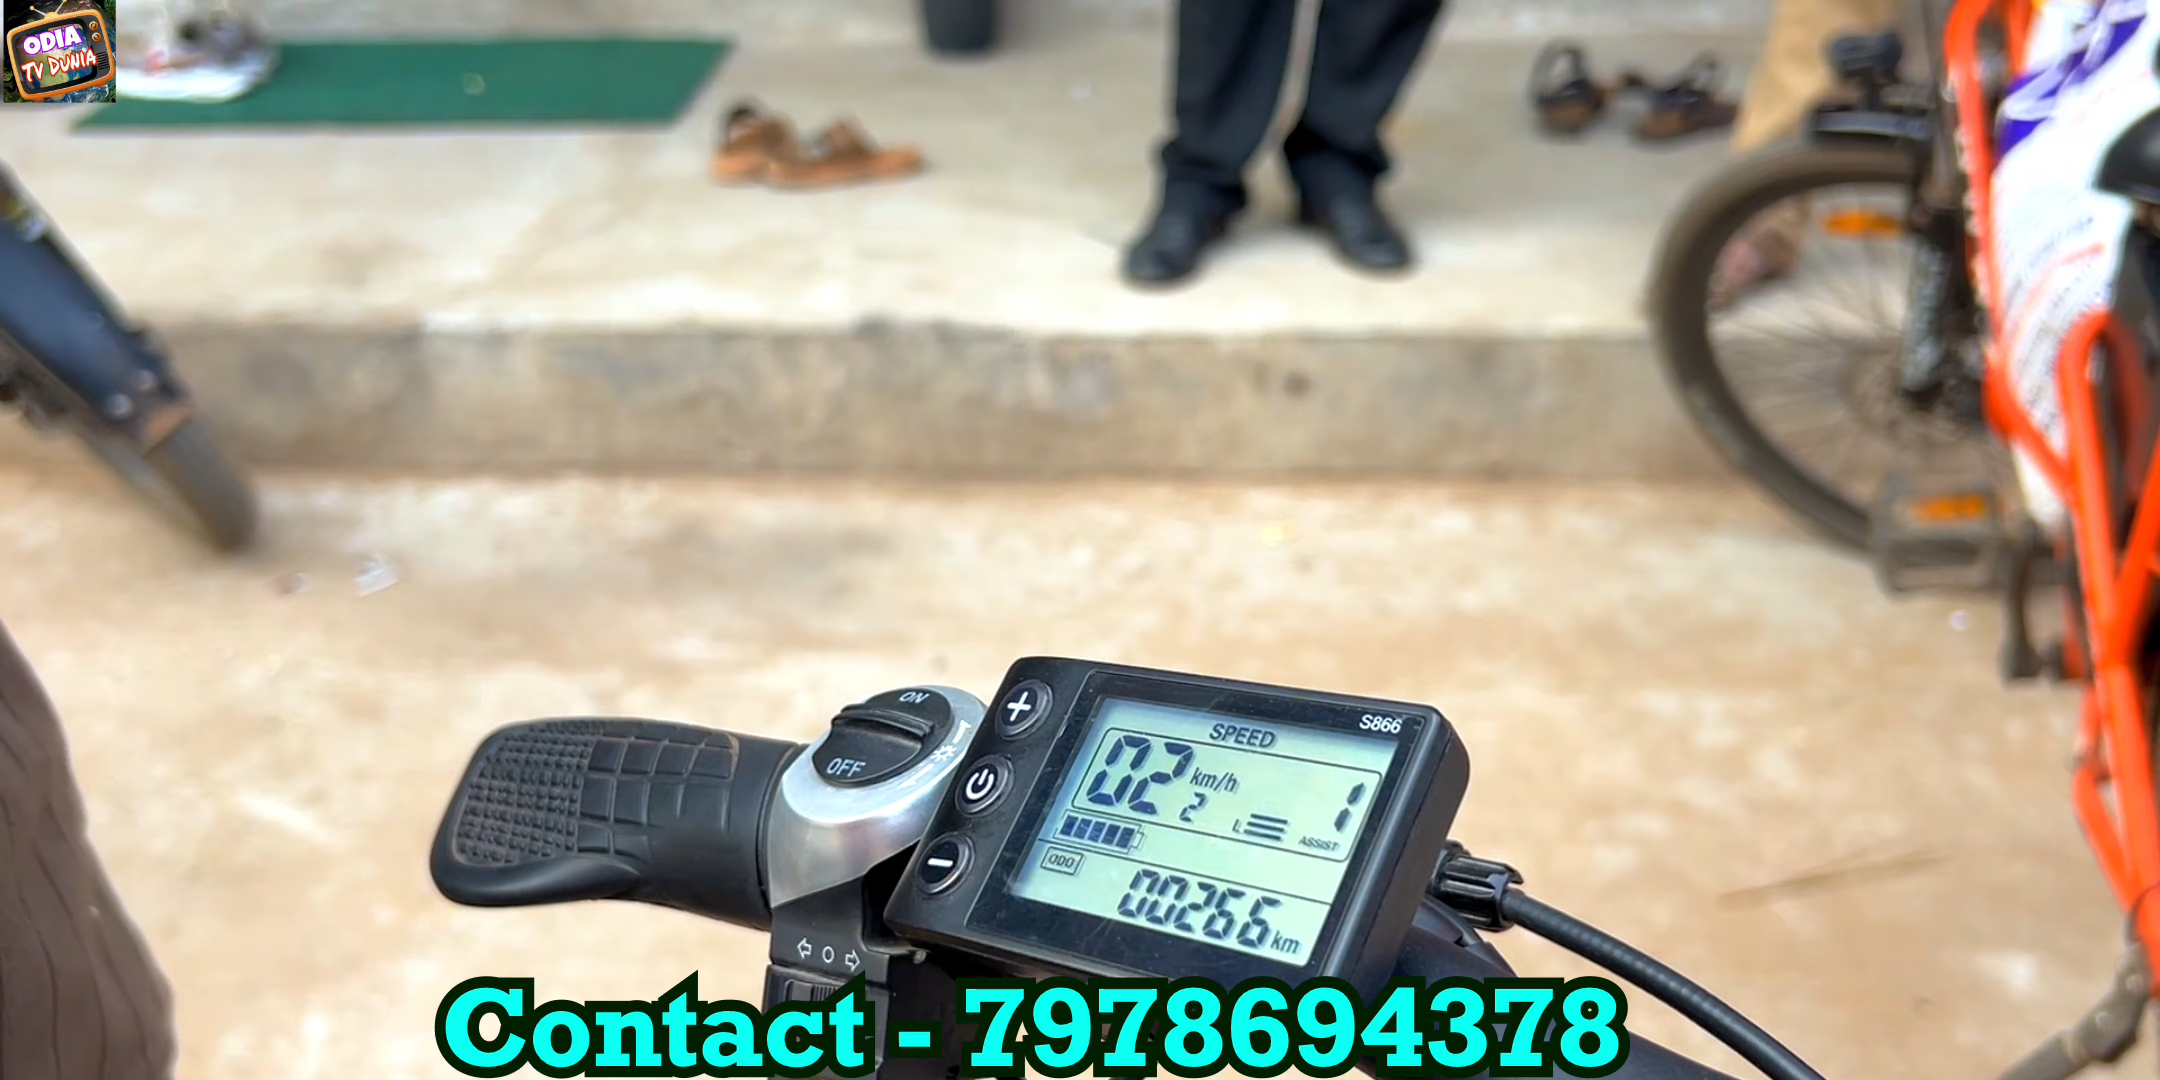 ODIA
TV DUNIA
ON
OFF
S866
SPEED
02 2 km/h
L
1
ASSIST
ODO
00266 km
Contact - 7978694378